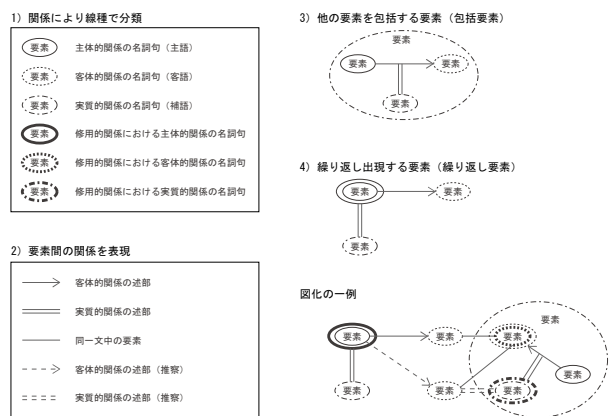 1) 関係により線種で分類
要素 主体的関係の名詞句（主語）
要素 客体的関係の名詞句（客語）
要素 実質的関係の名詞句（補語）
要素 修用的関係における主体的関係の名詞句
要素 修用的関係における客体的関係の名詞句
要素 修用的関係における実質的関係の名詞句
2) 要素間の関係を表現
客体的関係の述部
実質的関係の述部
同一文中の要素
客体的関係の述部（推察）
実質的関係の述部（推察）
3) 他の要素を包括する要素（包括要素）
要素
要素 要素
要素
4) 繰り返し出現する要素（繰り返し要素）
要素 要素
要素
図化の一例
要素
要素 要素 要素
要素
要素 要素 要素